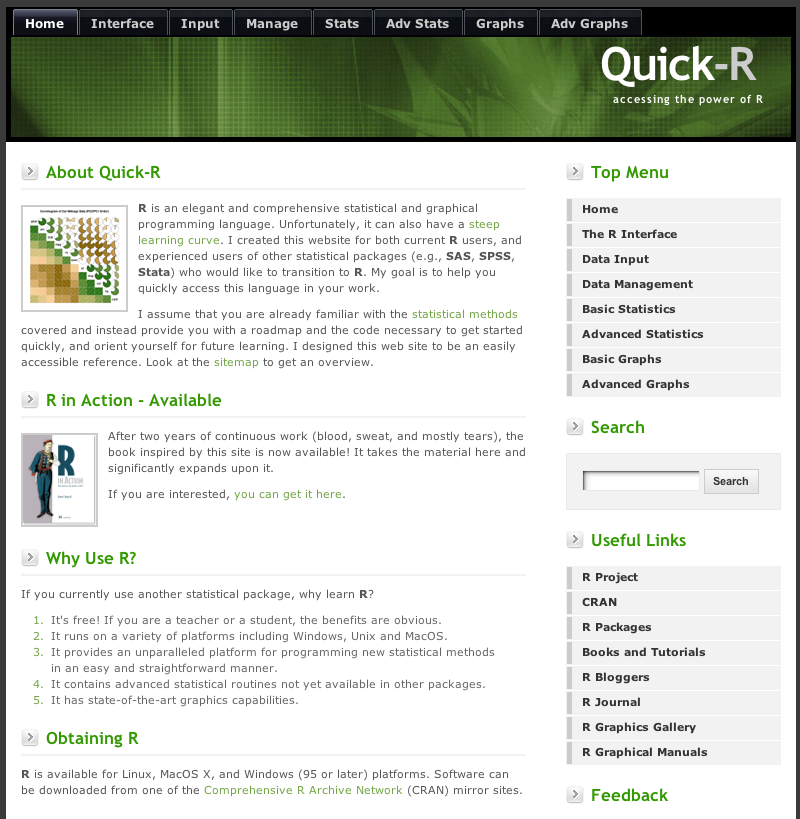 Home Interface Input Manage Stats Adv Stats Graphs Adv Graphs
Quick-R
accessing the power of R
About Quick-R
R is an elegant and comprehensive statistical and graphical
programming language. Unfortunately, it can also have a steep
learning curve. I created this website for both current R users, and
experienced users of other statistical packages (e.g., SAS, SPSS,
Stata) who would like to transition to R. My goal is to help you
quickly access this language in your work.
I assume that you are already familiar with the statistical methods
covered and instead provide you with a roadmap and the code necessary to get started
quickly, and orient yourself for future learning. I designed this web site to be an easily
accessible reference. Look at the sitemap to get an overview.
R in Action - Available
R
IN ACTION
After two years of continuous work (blood, sweat, and mostly tears), the
book inspired by this site is now available! It takes the material here and
significantly expands upon it.
If you are interested, you can get it here.
Why Use R?
If you currently use another statistical package, why learn R?
1. It's free! If you are a teacher or a student, the benefits are obvious.
2. It runs on a variety of platforms including Windows, Unix and MacOS.
3. It provides an unparalleled platform for programming new statistical methods
in an easy and straightforward manner.
4. It contains advanced statistical routines not yet available in other packages.
5. It has state-of-the-art graphics capabilities.
Obtaining R
R is available for Linux, MacOS X, and Windows (95 or later) platforms. Software can
be downloaded from one of the Comprehensive R Archive Network (CRAN) mirror sites.
Top Menu
Home
The R Interface
Data Input
Data Management
Basic Statistics
Advanced Statistics
Basic Graphs
Advanced Graphs
Search
Search
Useful Links
R Project
CRAN
R Packages
Books and Tutorials
R Bloggers
R Journal
R Graphics Gallery
R Graphical Manuals
Feedback